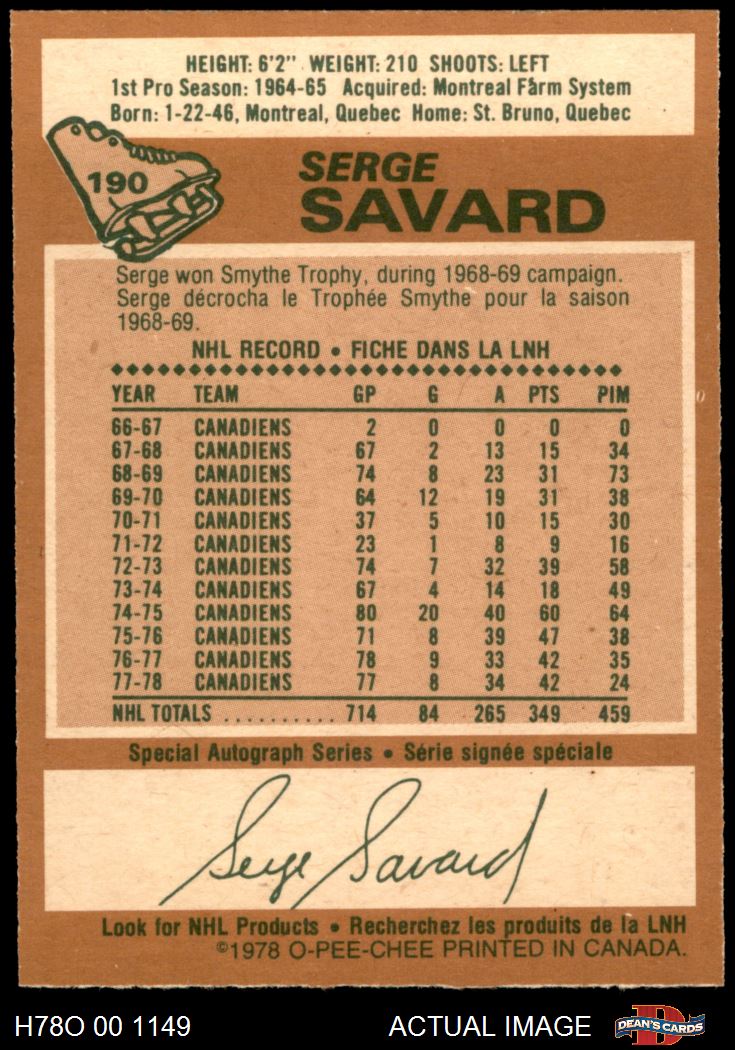 HEIGHT: 6'2" WEIGHT: 210 SHOOTS: LEFT
1st Pro Season: 1964-65 Acquired: Montreal Farm System
Born: 1-22-46, Montreal, Quebec Home: St. Bruno, Quebec
190
SERGE
SAVARD
Serge won Smythe Trophy, during 1968-69 campaign.
Serge décrocha le Trophée Smythe pour la saison
1968-69.
NHL RECORD • FICHE DANS LA LNH
YEAR TEAM GP G A PTS PIM
66-67 CANADIENS 2 0 0 0 0
67-68 CANADIENS 67 2 13 15 34
68-69 CANADIENS 74 8 23 31 73
69-70 CANADIENS 64 12 19 31 38
70-71 CANADIENS 37 5 10 15 30
71-72 CANADIENS 23 1 8 9 16
72-73 CANADIENS 74 7 32 39 58
73-74 CANADIENS 67 4 14 18 49
74-75 CANADIENS 80 20 40 60 64
75-76 CANADIENS 71 8 39 47 38
76-77 CANADIENS 78 9 33 42 35
77-78 CANADIENS 77 8 34 42 24
NHL TOTALS .......... 714 84 265 349 459
Special Autograph Series • Série signée spéciale
Serge Savard
Look for NHL Products • Recherchez les produits de la LNH
©1978 O-PEE-CHEE PRINTED IN CANADA.
H78O 00 1149 ACTUAL IMAGE DEAN'S CARDS